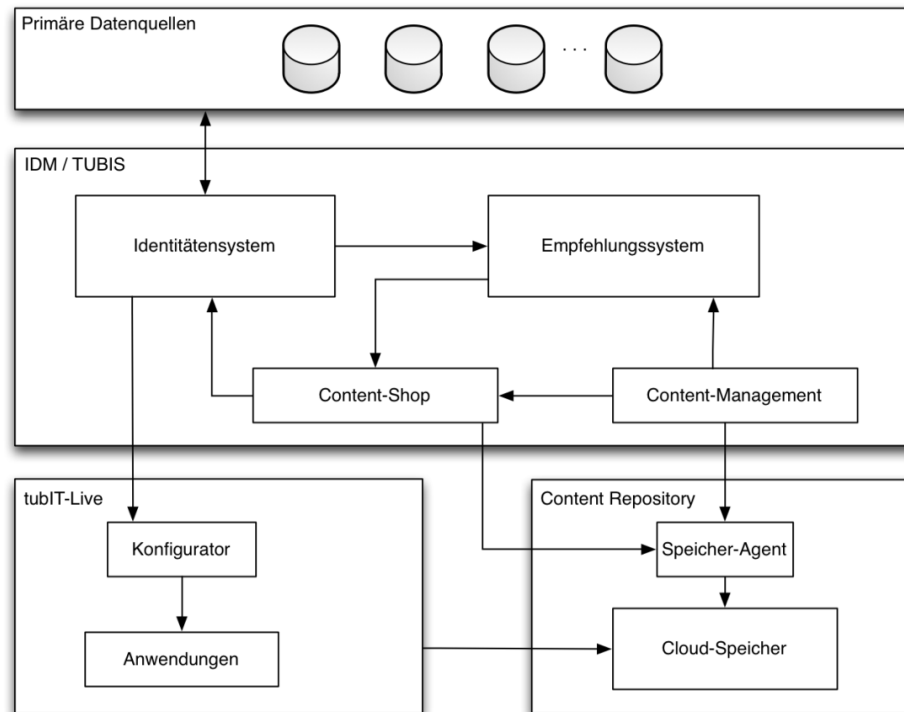 Primäre Datenquellen
. . .
IDM / TUBIS
Identitätensystem
Empfehlungssystem
Content-Shop
Content-Management
tubIT-Live
Content Repository
Konfigurator
Speicher-Agent
Anwendungen
Cloud-Speicher